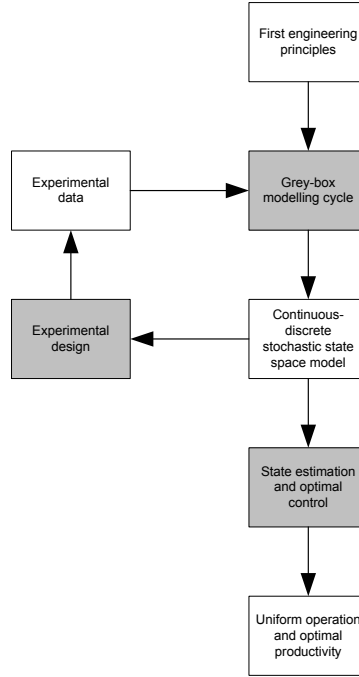 First engineering
principles
Experimental
data
Grey-box
modelling cycle
Experimental
design
Continuous-
discrete
stochastic state
space model
State estimation
and optimal
control
Uniform operation
and optimal
productivity